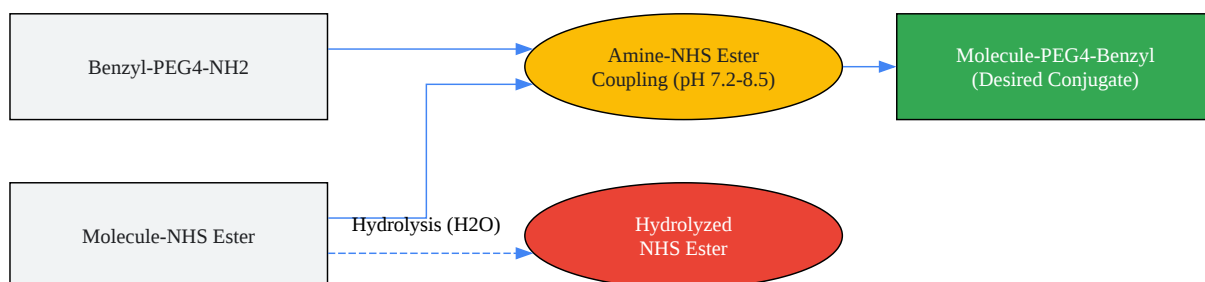 Benzyl-PEG4-NH2
Amine-NHS Ester
Coupling (pH 7.2-8.5)
Molecule-PEG4-Benzyl
(Desired Conjugate)
Molecule-NHS Ester
Hydrolysis (H2O)
Hydrolyzed
NHS Ester